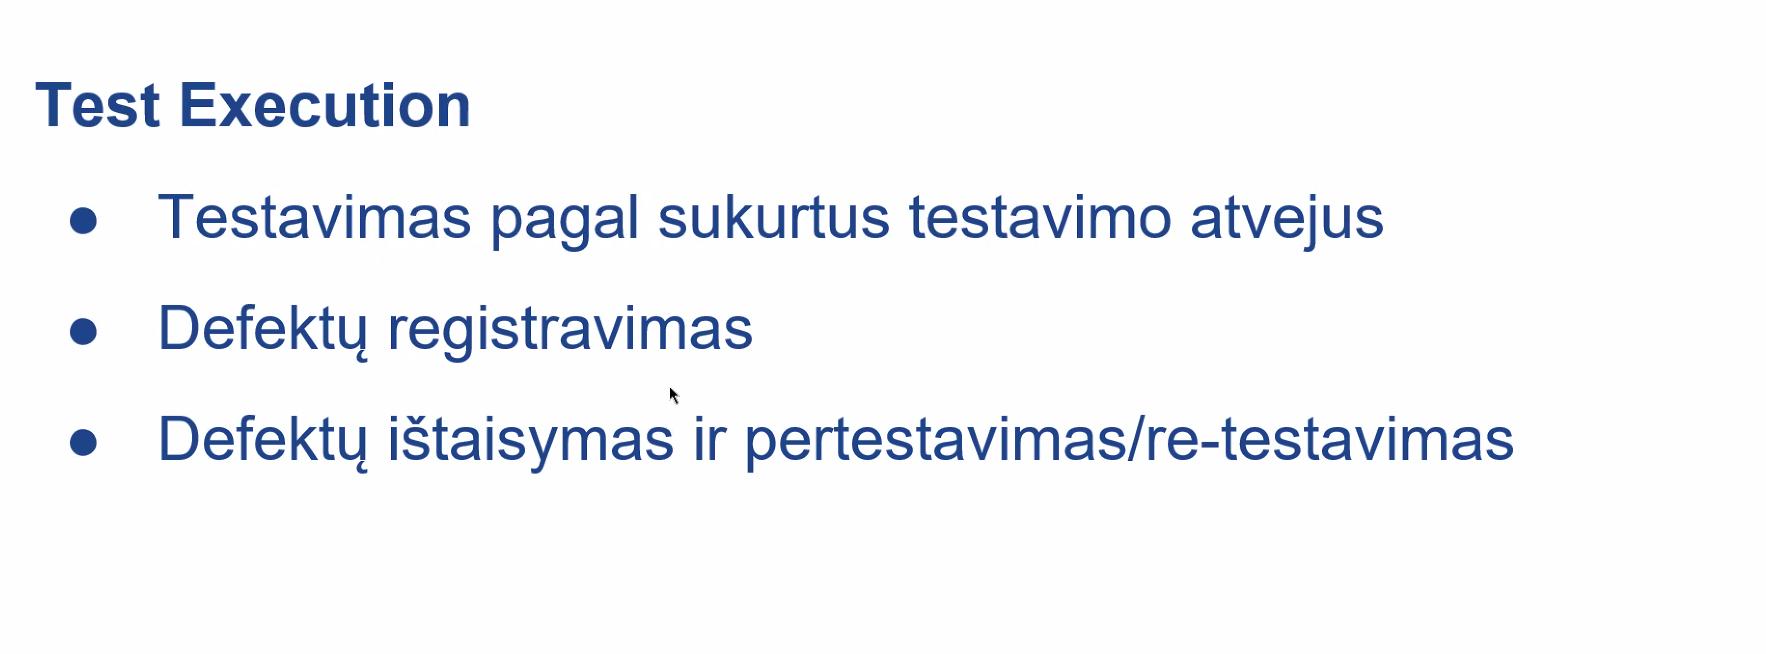 Test Execution
● Testavimas pagal sukurtus testavimo atvejus
● Defektų registravimas
● Defektų ištaisymas ir pertestavimas/re-testavimas